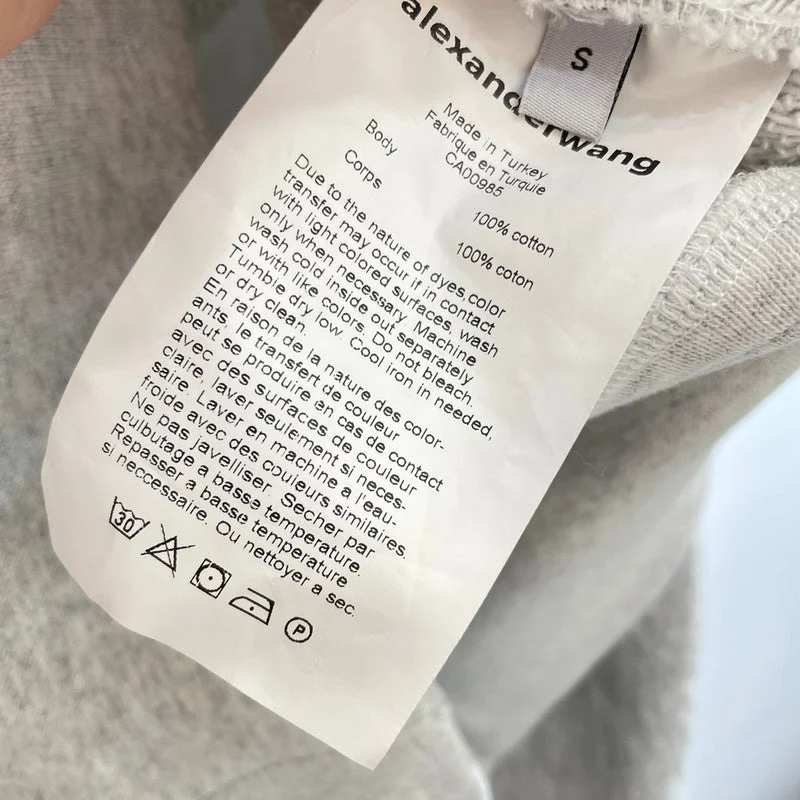 alexanderwang
S
Made in Turkey
Fabrique en Turquie
CA00985
Body 100% cotton
Corps 100% coton
Due to the nature of dyes,color
transfer may occur if in contact
with light colored surfaces, wash
only when necessary. Machine
wash cold inside out separately
or with like colors. Do not bleach.
Tumble dry low. Cool iron in needed,
or dry clean.
En raison de la nature des color-
ants, le transfert de couleur
peut se produire en cas de contact
avec des surfaces de couleur
claire, laver seulement si neces-
saire. Laver en machine a l'eau-
froide avec des couleurs similaires.
Ne pas javelliser. Secher par
culbutage a basse temperature.
Repasser a basse temperature
si neccessaire. Ou nettoyer a sec.
30
P